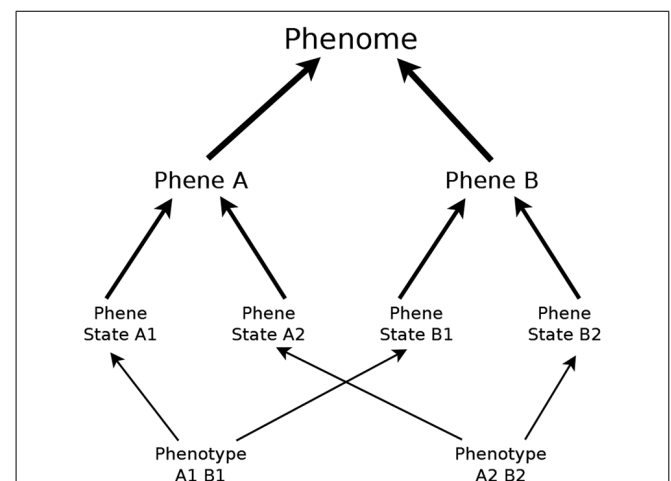 Phenome
Phene A
Phene B
Phene
State A1
Phene
State A2
Phene
State B1
Phene
State B2
Phenotype
A1 B1
Phenotype
A2 B2